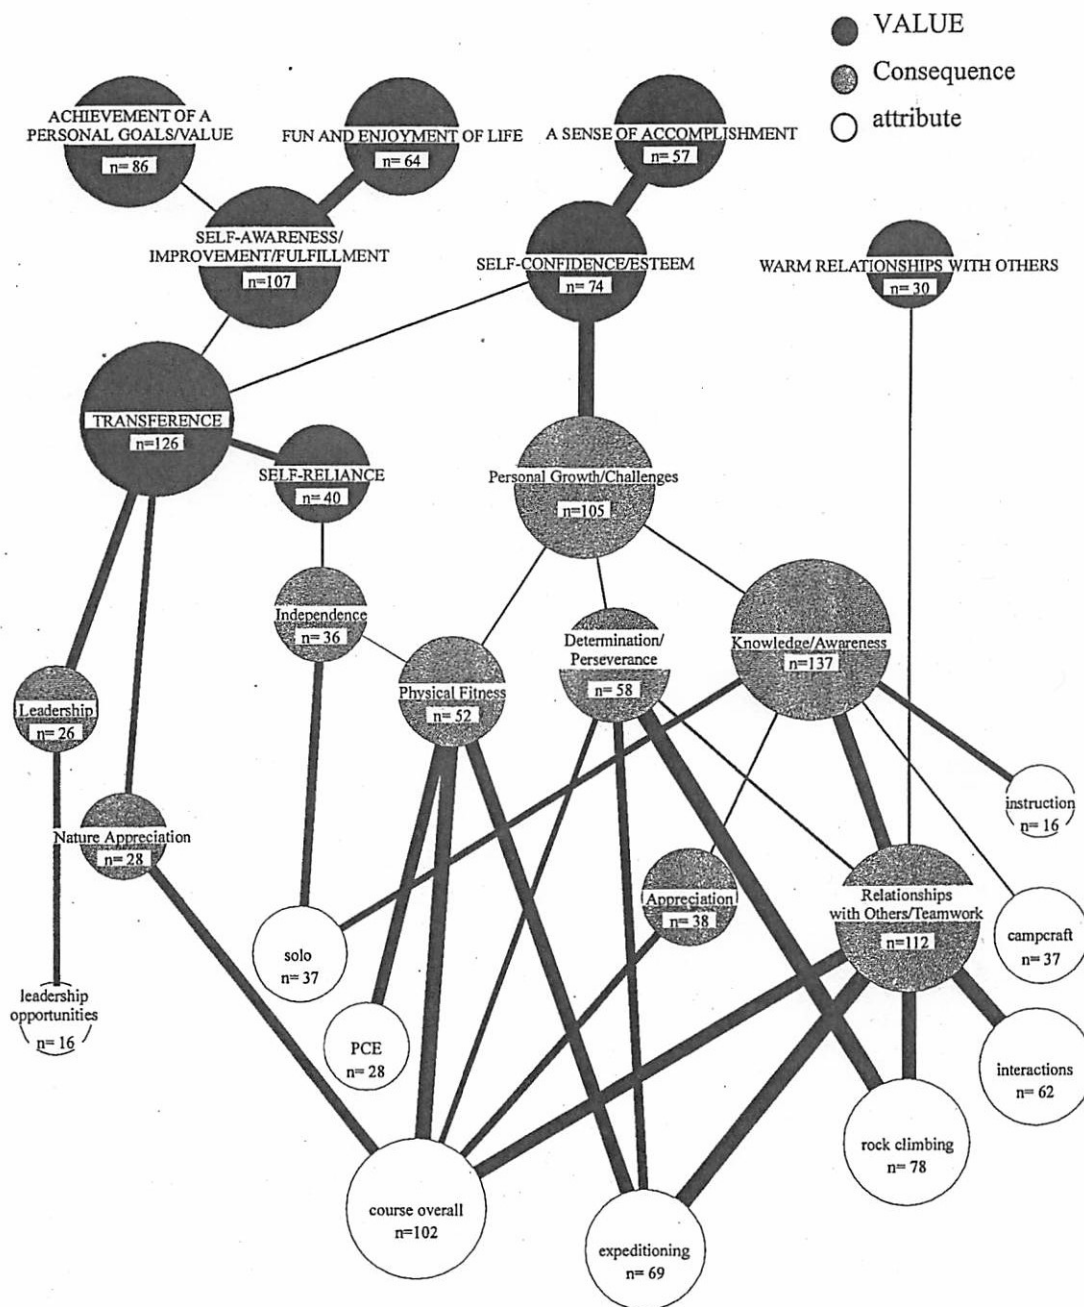 VALUE
Consequence
attribute
ACHIEVEMENT OF A
PERSONAL GOALS/VALUE
n= 86
FUN AND ENJOYMENT OF LIFE
n= 64
A SENSE OF ACCOMPLISHMENT
n= 57
SELF-AWARENESS/
IMPROVEMENT/FULFILLMENT
n=107
SELF-CONFIDENCE/ESTEEM
n= 74
WARM RELATIONSHIPS WITH OTHERS
n= 30
TRANSFERENCE
n=126
SELF-RELIANCE
n= 40
Personal Growth/Challenges
n=105
Independence
n= 36
Determination/
Perseverance
n= 58
Knowledge/Awareness
n=137
Leadership
n= 26
Physical Fitness
n= 52
instruction
n= 16
Nature Appreciation
n= 28
Appreciation
n= 38
Relationships
with Others/Teamwork
n=112
campcraft
n= 37
solo
n= 37
leadership
opportunities
n= 16
PCE
n= 28
interactions
n= 62
rock climbing
n= 78
course overall
n=102
expeditioning
n= 69